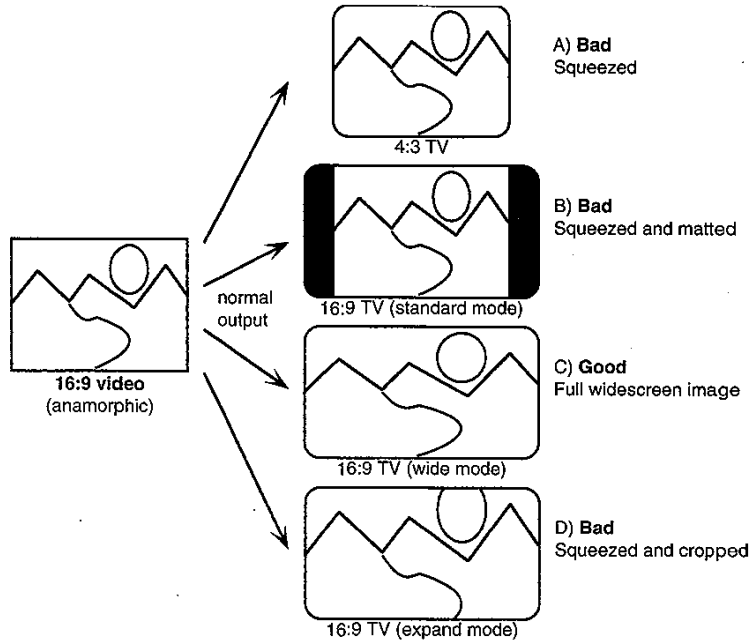 A) Bad
Squeezed
4:3 TV
B) Bad
Squeezed and matted
16:9 TV (standard mode)
normal
output
16:9 video
(anamorphic)
C) Good
Full widescreen image
16:9 TV (wide mode)
D) Bad
Squeezed and cropped
16:9 TV (expand mode)